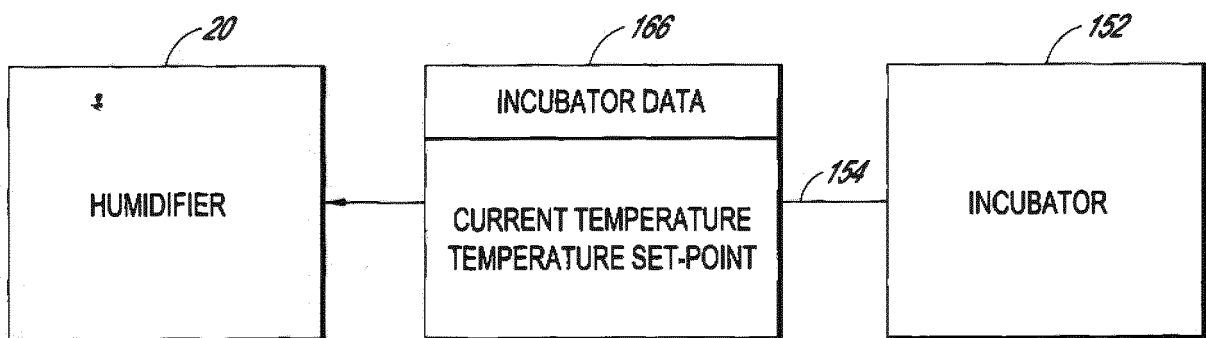 20
166
152
INCUBATOR DATA
154
HUMIDIFIER
CURRENT TEMPERATURE
TEMPERATURE SET-POINT
INCUBATOR